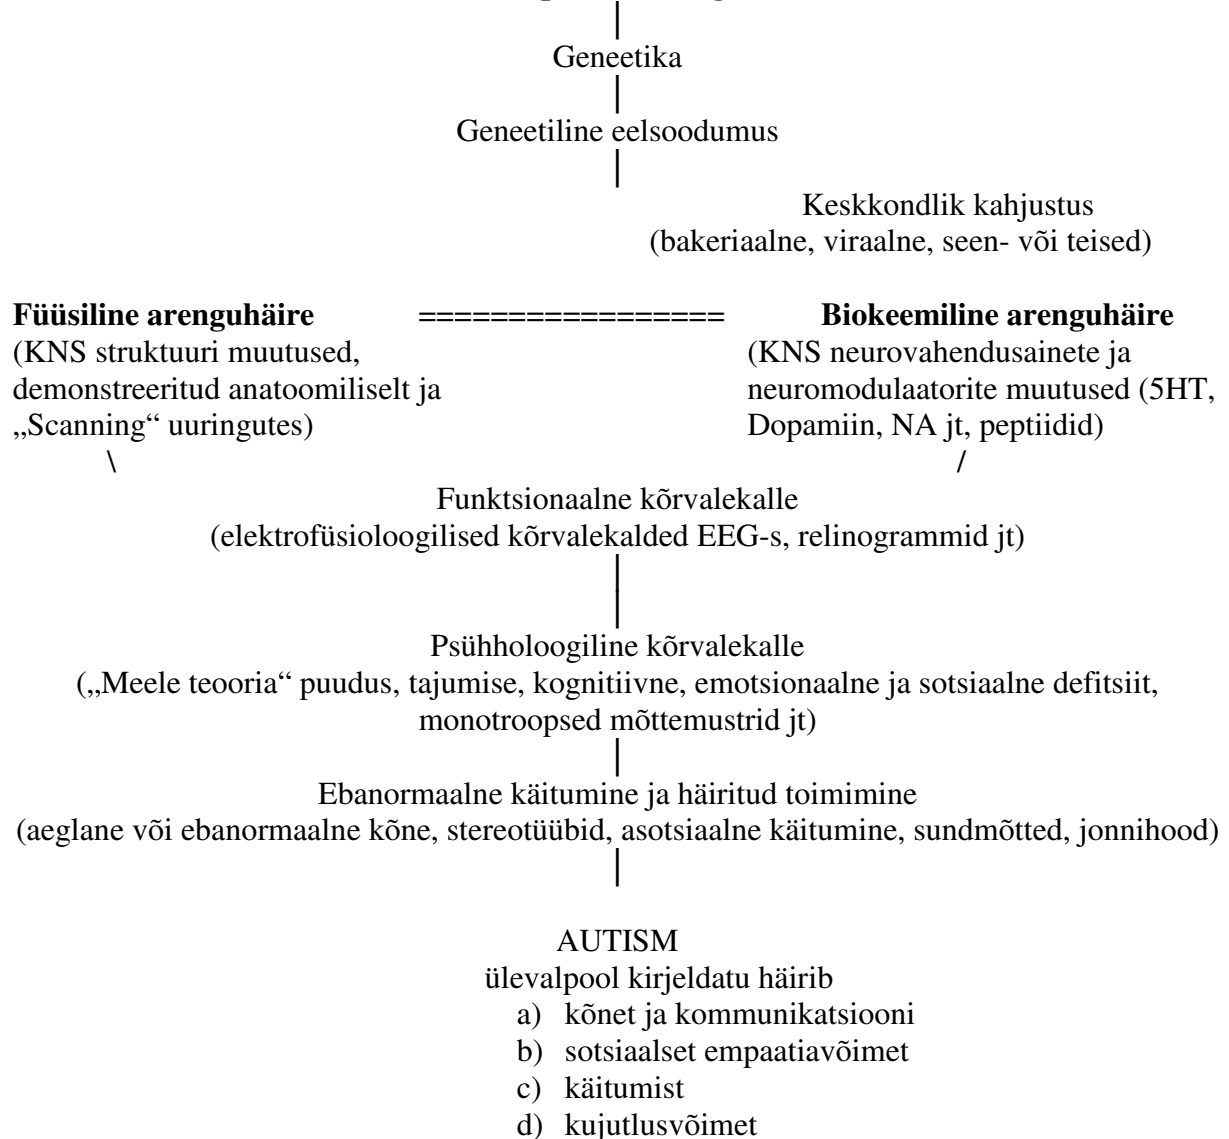 Geneetika
Geneetiline eelsoodumus
Keskkondlik kahjustus
(bakeriaalne, viraalne, seen- või teised)
Füüsiline arenguhäire ================= Biokeemiline arenguhäire
(KNS struktuuri muutused, (KNS neurovahendusainete ja
demonstreeritud anatoomiliselt ja neuromodulaatorite muutused (5HT,
„Scanning“ uuringutes) Dopamiin, NA jt, peptiidid)
\ /
Funktsionaalne kõrvalekalle
(elektrofüsioloogilised kõrvalekalded EEG-s, relinogrammid jt)
Psühholoogiline kõrvalekalle
(„Meele teooria“ puudus, tajumise, kognitiivne, emotsionaalne ja sotsiaalne defitsiit,
monotroopsed mõttemustrid jt)
Ebanormaalne käitumine ja häiritud toimimine
(aeglane või ebanormaalne kõne, stereotüübid, asotsiaalne käitumine, sundmõtted, jonnihood)
AUTISM
ülevalpool kirjeldatu häirib
a) kõnet ja kommunikatsiooni
b) sotsiaalset empaatiavõimet
c) käitumist
d) kujutlusvõimet